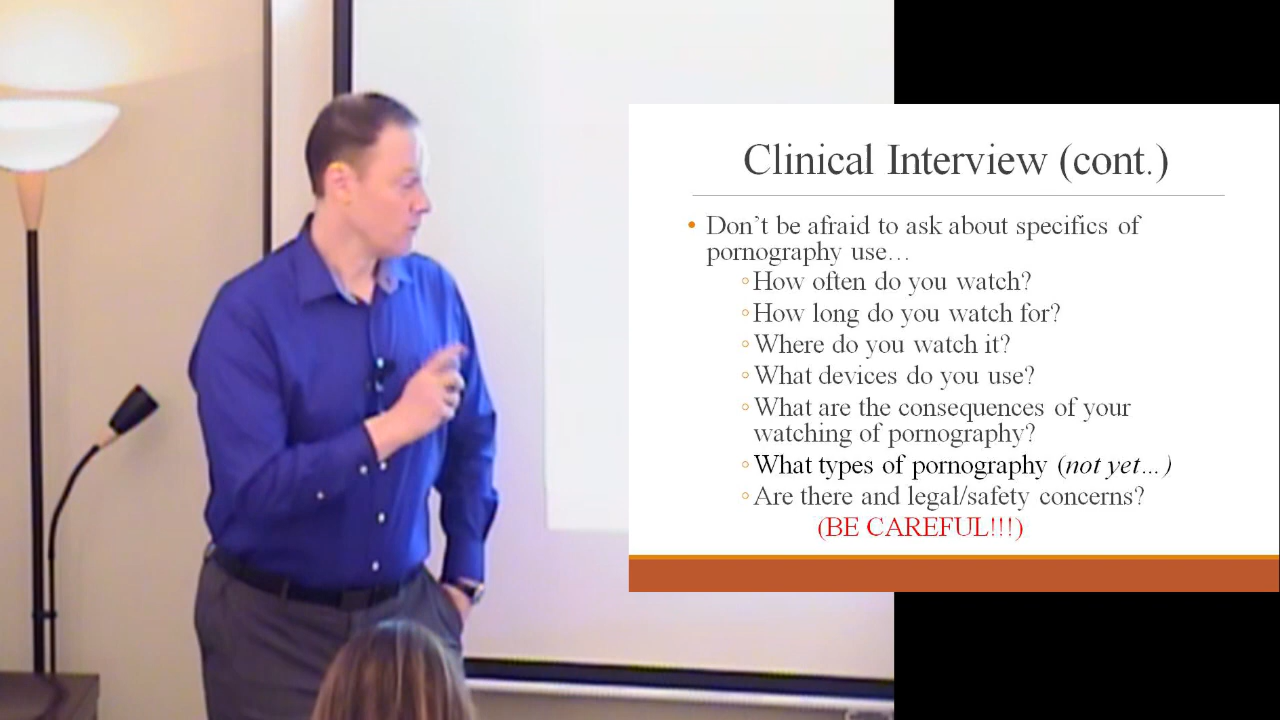 Clinical Interview (cont.)
• Don’t be afraid to ask about specifics of
pornography use…
◦ How often do you watch?
◦ How long do you watch for?
◦ Where do you watch it?
◦ What devices do you use?
◦ What are the consequences of your
watching of pornography?
◦ What types of pornography (not yet…)
◦ Are there and legal/safety concerns?
(BE CAREFUL!!!)